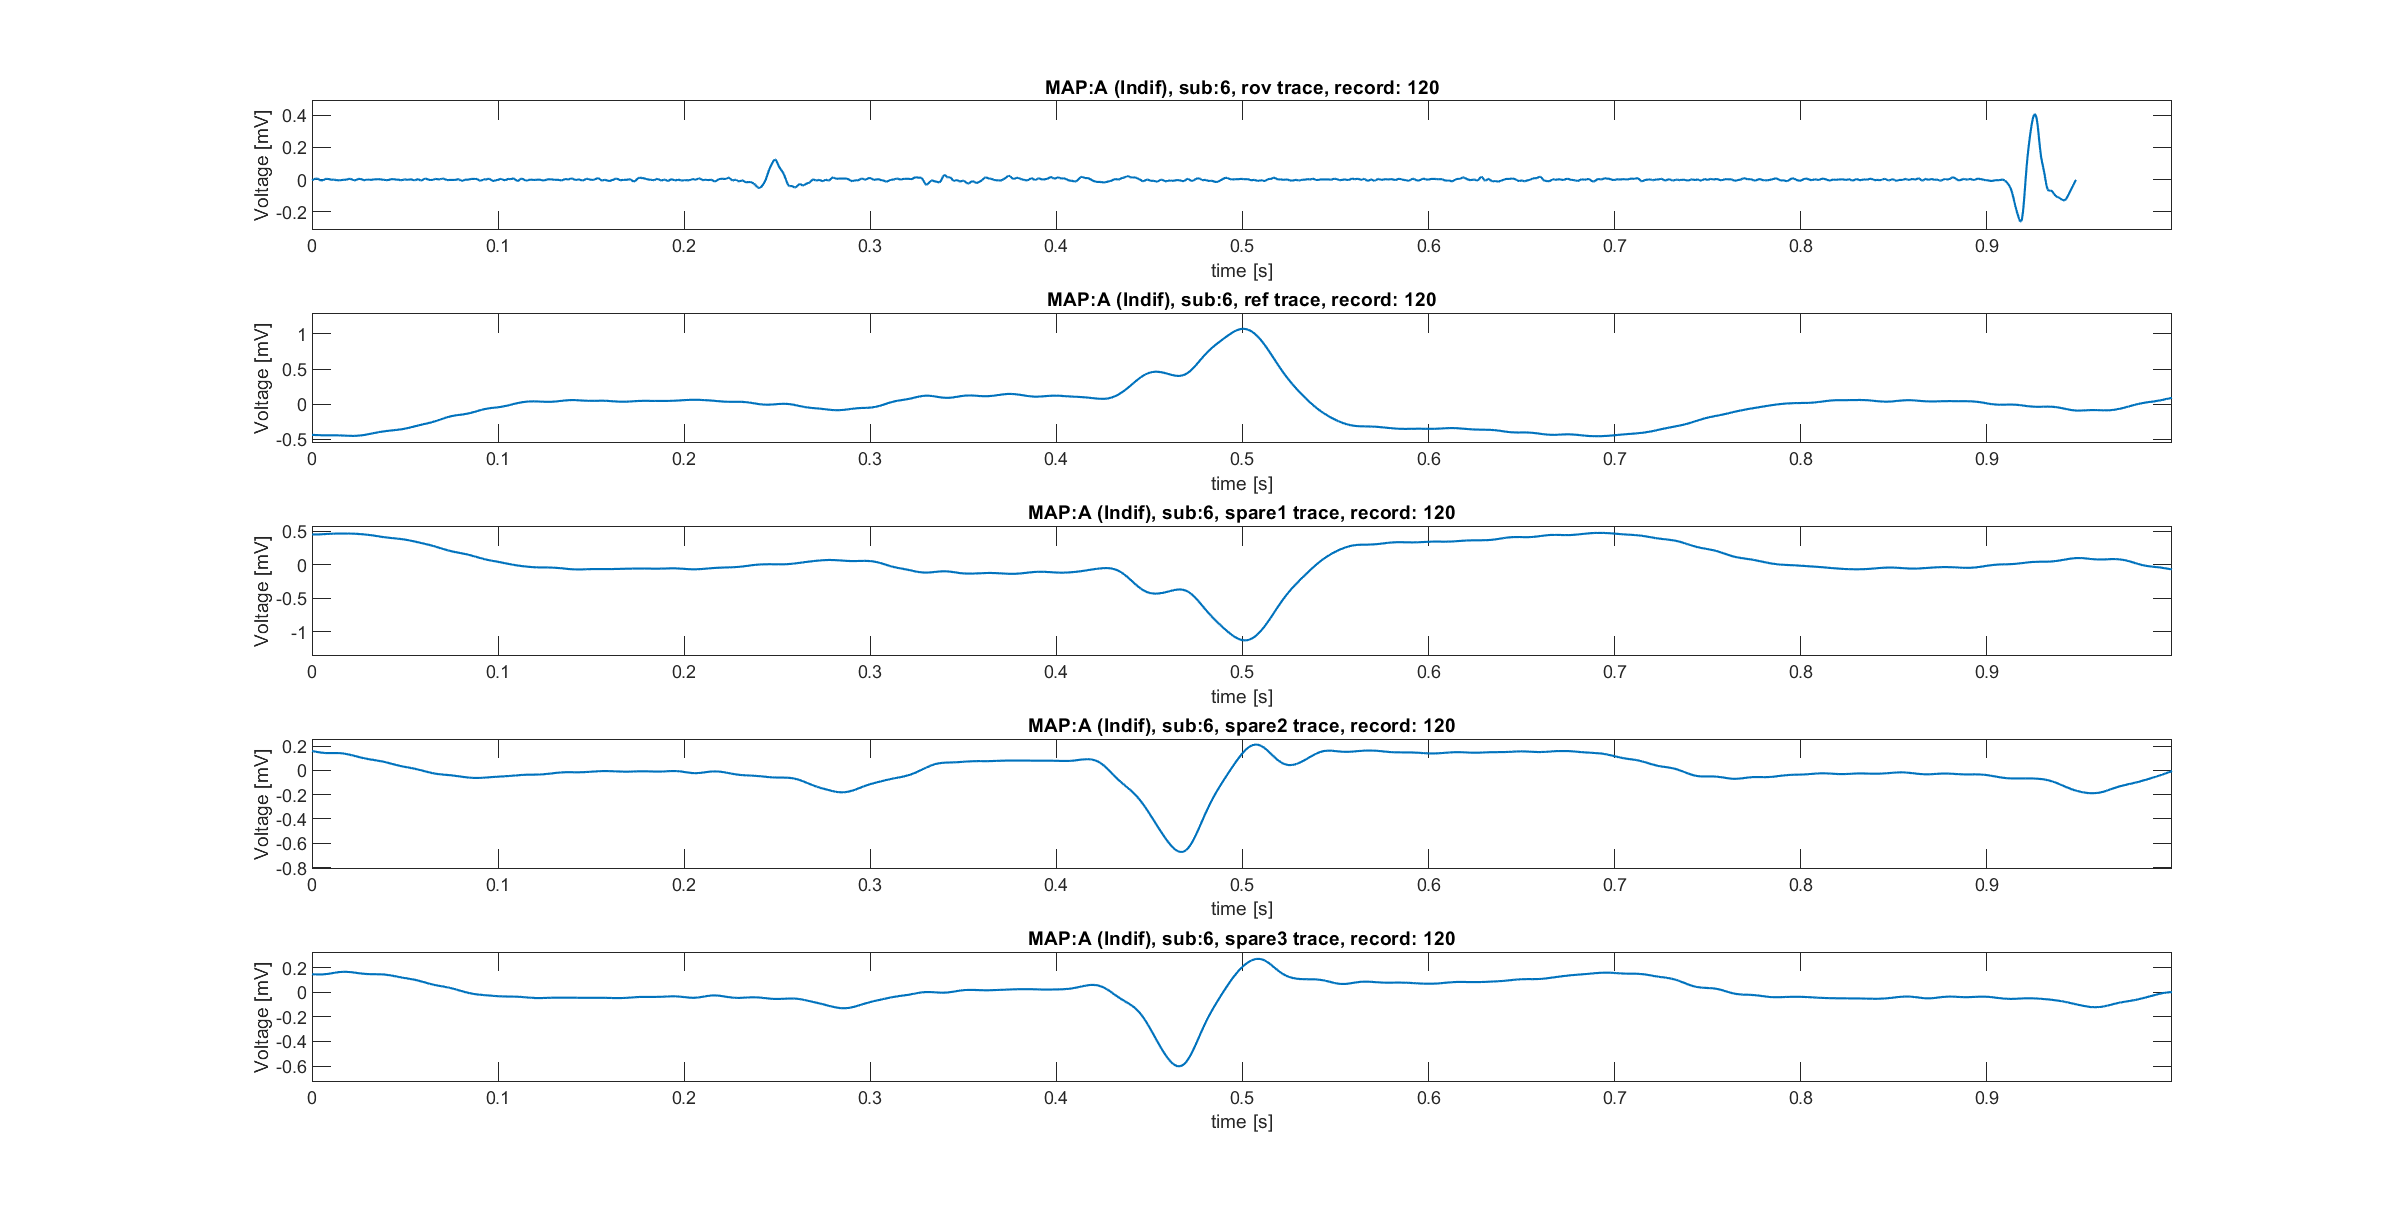 MAP:A (Indif), sub:6, rov trace, record: 120
Voltage [mV]
0.4
0.2
0
-0.2
0 0.1 0.2 0.3 0.4 0.5 0.6 0.7 0.8 0.9
time [s]
MAP:A (Indif), sub:6, ref trace, record: 120
Voltage [mV]
1
0.5
0
-0.5
0 0.1 0.2 0.3 0.4 0.5 0.6 0.7 0.8 0.9
time [s]
MAP:A (Indif), sub:6, spare1 trace, record: 120
Voltage [mV]
0.5
0
-0.5
-1
0 0.1 0.2 0.3 0.4 0.5 0.6 0.7 0.8 0.9
time [s]
MAP:A (Indif), sub:6, spare2 trace, record: 120
Voltage [mV]
0.2
0
-0.2
-0.4
-0.6
-0.8
0 0.1 0.2 0.3 0.4 0.5 0.6 0.7 0.8 0.9
time [s]
MAP:A (Indif), sub:6, spare3 trace, record: 120
Voltage [mV]
0.2
0
-0.2
-0.4
-0.6
0 0.1 0.2 0.3 0.4 0.5 0.6 0.7 0.8 0.9
time [s]